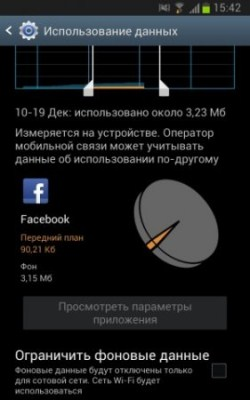 15:42
Использование данных
10-19 Дек: использовано около 3,23 Мб
Измеряется на устройстве. Оператор
мобильной связи может учитывать
данные об использовании по-другому
f
Facebook
Передний план
90,21 Кб
Фон
3,15 Мб
Просмотреть параметры
приложения
Ограничить фоновые данные
Фоновые данные будут отключены только
для сотовой сети. Сеть Wi-Fi будет
использоваться